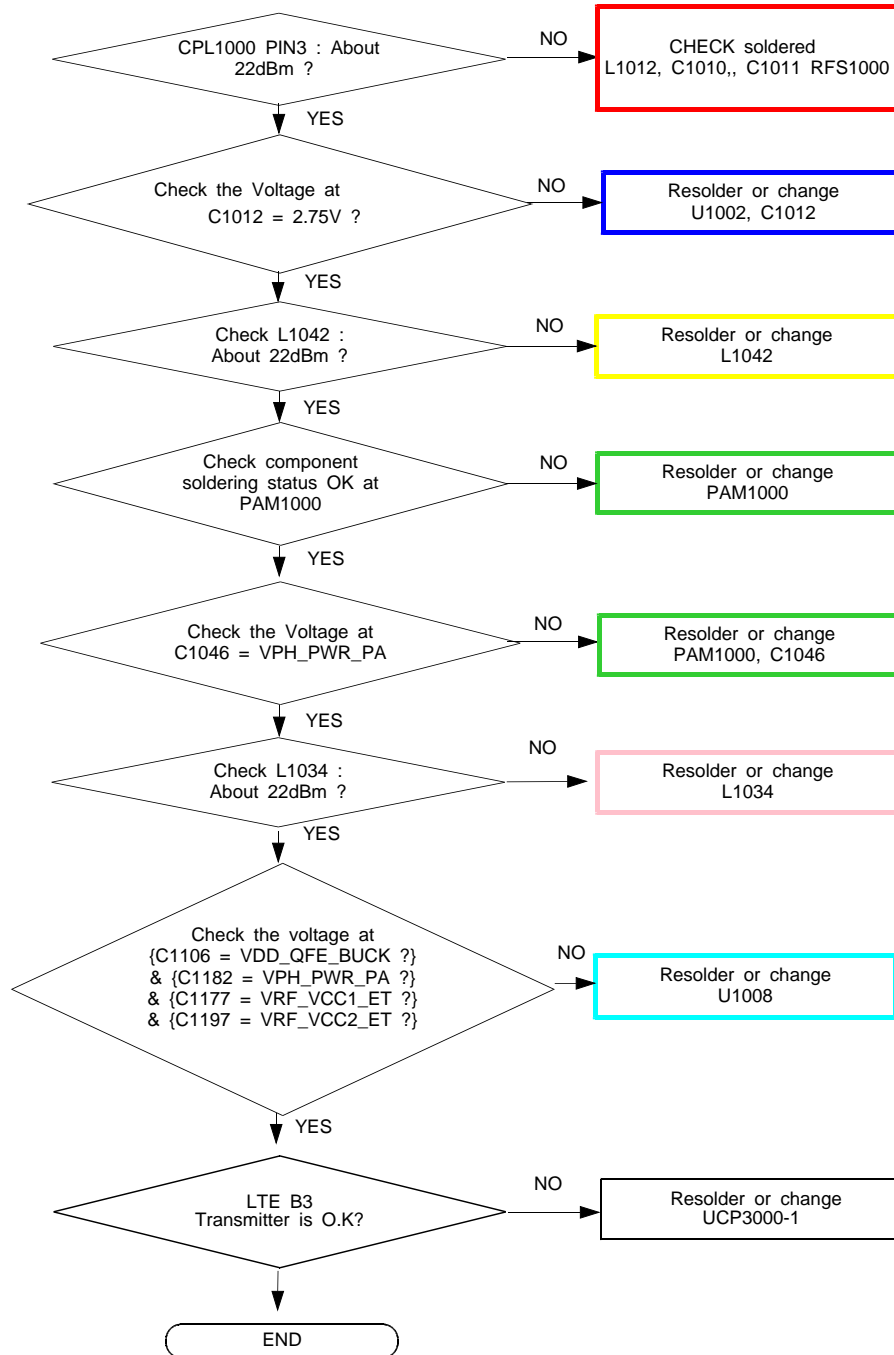 CPL1000 PIN3 : About
22dBm ?
NO
CHECK soldered
L1012, C1010,, C1011 RFS1000
YES
Check the Voltage at
C1012 = 2.75V ?
NO
Resolder or change
U1002, C1012
YES
Check L1042 :
About 22dBm ?
NO
Resolder or change
L1042
YES
Check component
soldering status OK at
PAM1000
NO
Resolder or change
PAM1000
YES
Check the Voltage at
C1046 = VPH_PWR_PA
NO
Resolder or change
PAM1000, C1046
YES
Check L1034 :
About 22dBm ?
NO
Resolder or change
L1034
YES
Check the voltage at
{C1106 = VDD_QFE_BUCK ?}
& {C1182 = VPH_PWR_PA ?}
& {C1177 = VRF_VCC1_ET ?}
& {C1197 = VRF_VCC2_ET ?}
NO
Resolder or change
U1008
YES
LTE B3
Transmitter is O.K?
NO
Resolder or change
UCP3000-1
YES
END